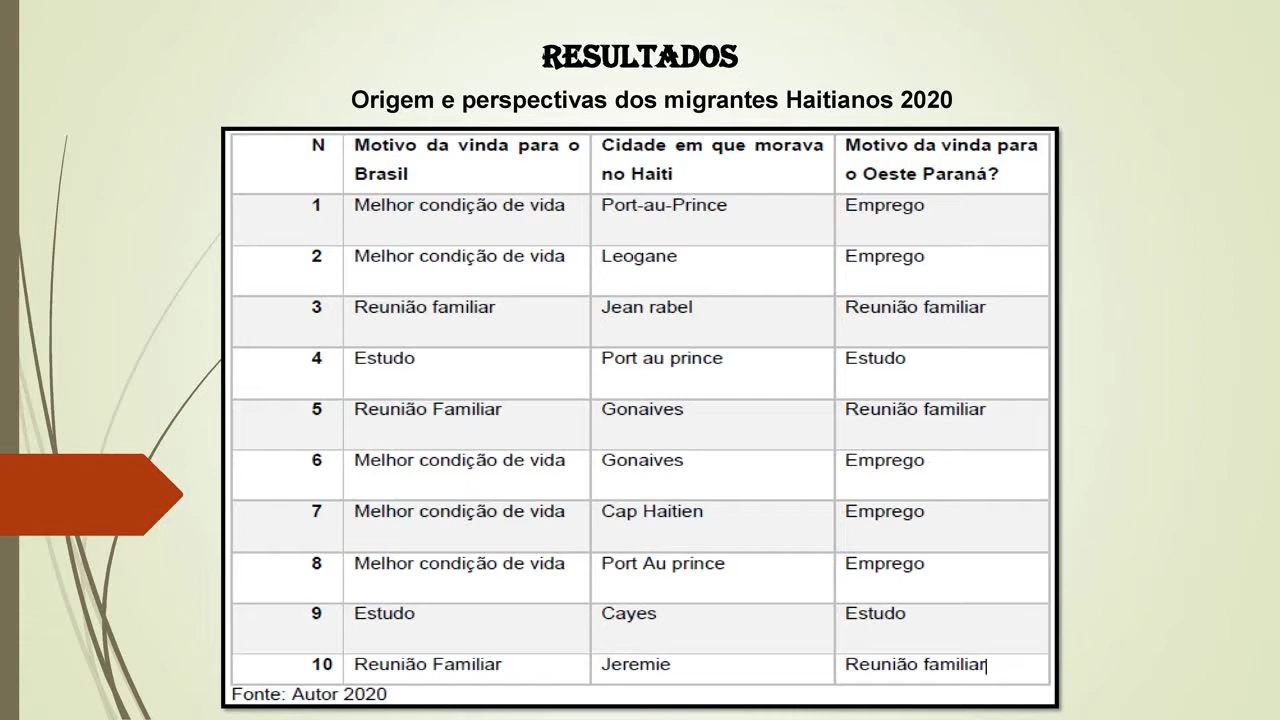 RESULTADOS
Origem e perspectivas dos migrantes Haitianos 2020
N Motivo da vinda para o Brasil Cidade em que morava no Haiti Motivo da vinda para o Oeste Paraná?
1 Melhor condição de vida Port-au-Prince Emprego
2 Melhor condição de vida Leogane Emprego
3 Reunião familiar Jean rabel Reunião familiar
4 Estudo Port au prince Estudo
5 Reunião Familiar Gonaives Reunião familiar
6 Melhor condição de vida Gonaives Emprego
7 Melhor condição de vida Cap Haitien Emprego
8 Melhor condição de vida Port Au prince Emprego
9 Estudo Cayes Estudo
10 Reunião Familiar Jeremie Reunião familiar
Fonte: Autor 2020